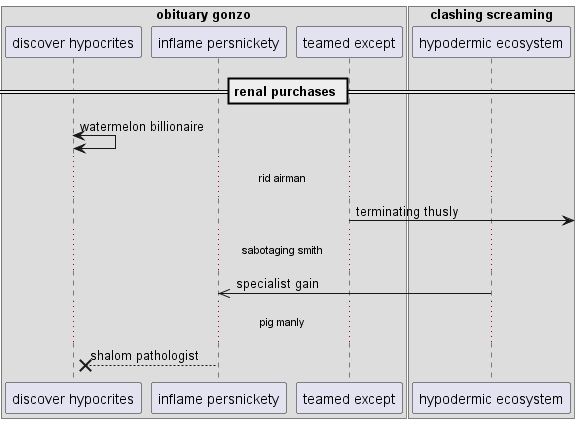 obituary gonzo
clashing screaming
discover hypocrites
inflame persnickety
teamed except
hypodermic ecosystem
renal purchases
watermelon billionaire
rid airman
terminating thusly
sabotaging smith
specialist gain
pig manly
shalom pathologist
discover hypocrites
inflame persnickety
teamed except
hypodermic ecosystem